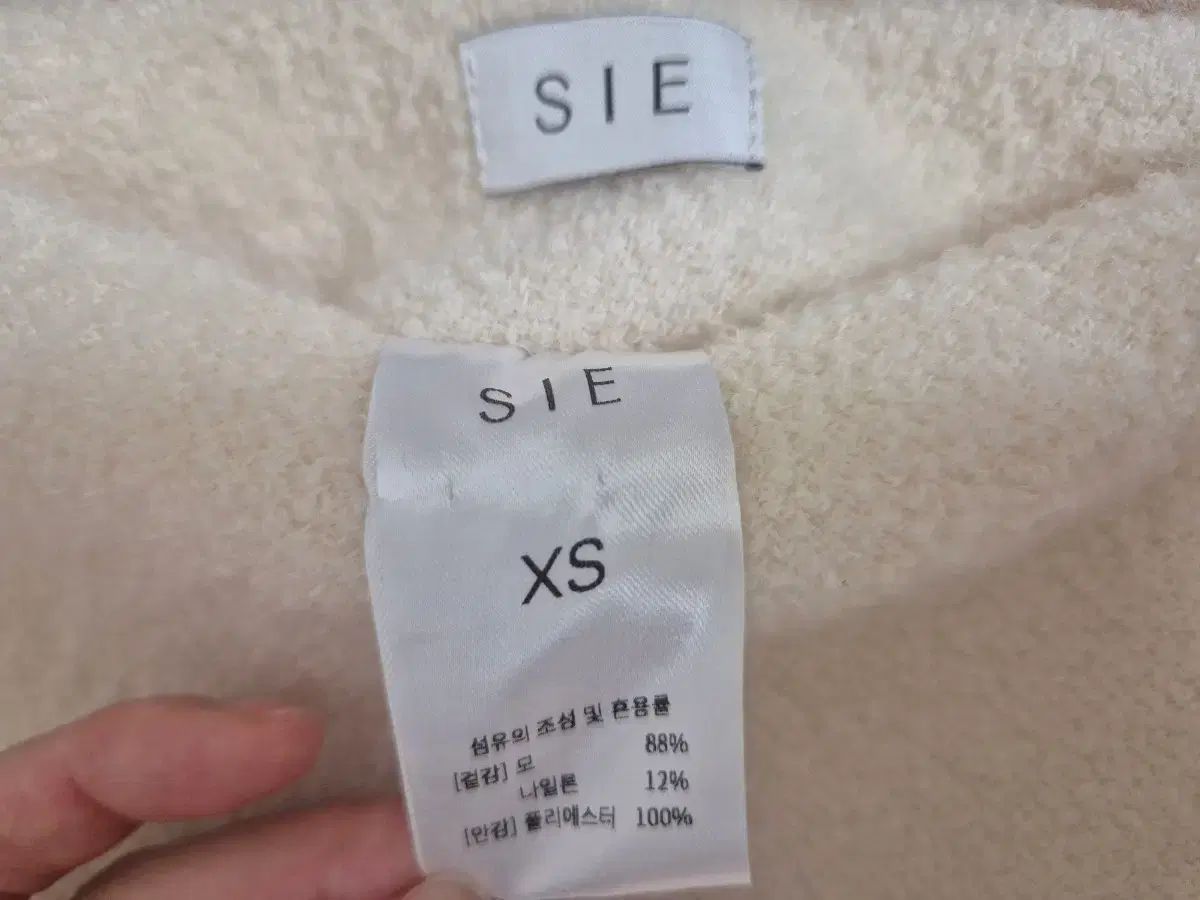 SIE
SIE
XS
섬유의 조성 및 혼용률
[겉감] 모 88%
나일론 12%
[안감] 폴리에스터 100%